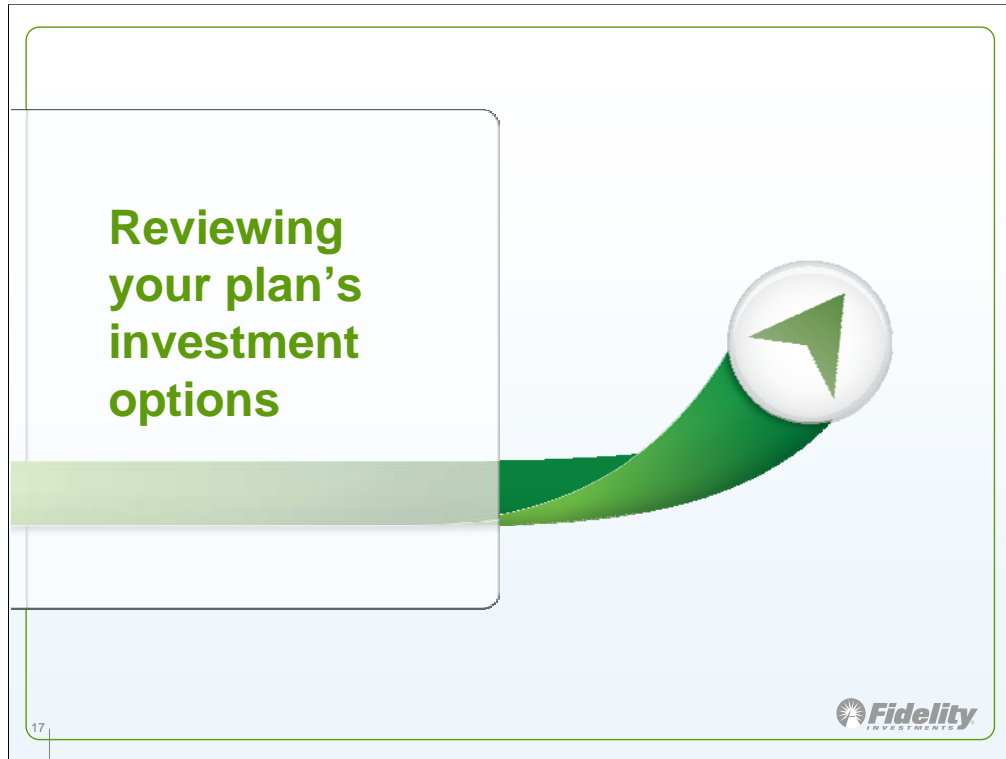 Reviewing
your plan’s
investment
options
17
Fidelity
INVESTMENTS